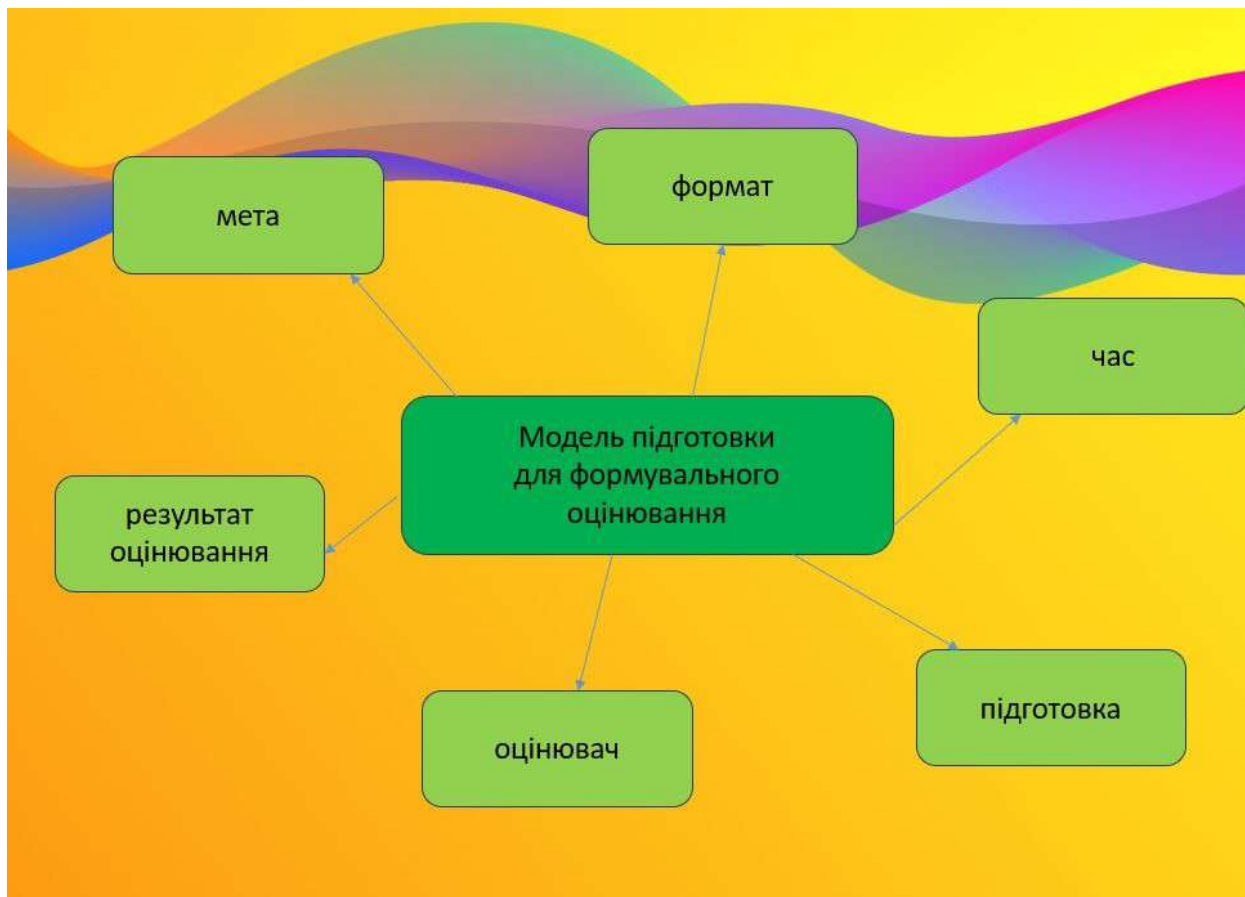 мета
формат
час
Модель підготовки
для формувального
оцінювання
результат
оцінювання
оцінювач
підготовка